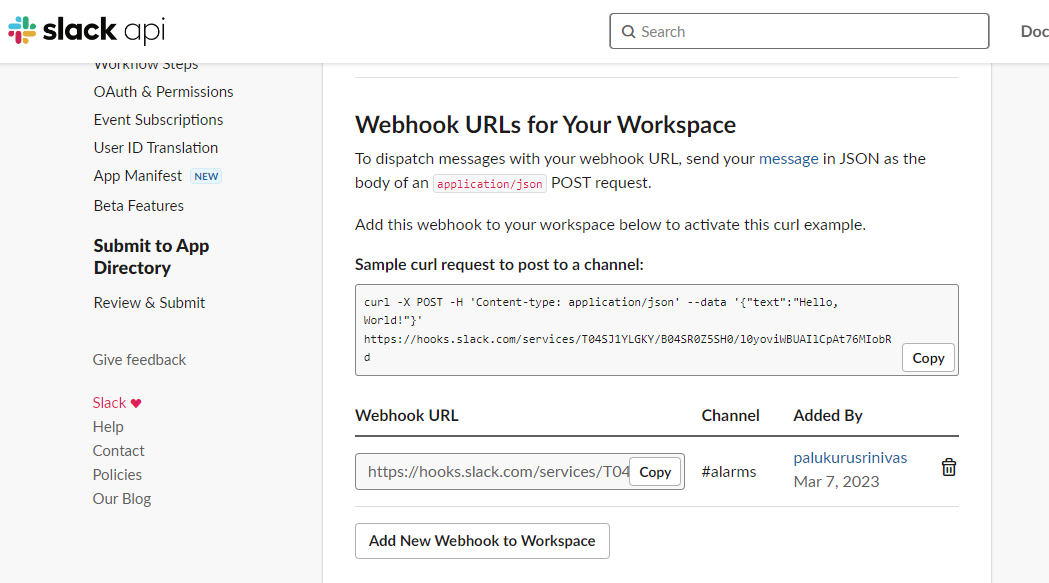 slack api
Search
Doc
Workflow Steps
OAuth & Permissions
Event Subscriptions
User ID Translation
App Manifest NEW
Beta Features
Submit to App
Directory
Review & Submit
Give feedback
Slack ♥
Help
Contact
Policies
Our Blog
Webhook URLs for Your Workspace
To dispatch messages with your webhook URL, send your message in JSON as the
body of an application/json POST request.
Add this webhook to your workspace below to activate this curl example.
Sample curl request to post to a channel:
curl -X POST -H 'Content-type: application/json' --data '{"text":"Hello,
World!"}'
https://hooks.slack.com/services/T04SJ1YLGKY/B04SR0Z5SH0/l0yoviWBUAIlCpAt76MIobR
d
Copy
Webhook URL Channel Added By
https://hooks.slack.com/services/T04 Copy #alarms palukurusrinivas
Mar 7, 2023
Add New Webhook to Workspace